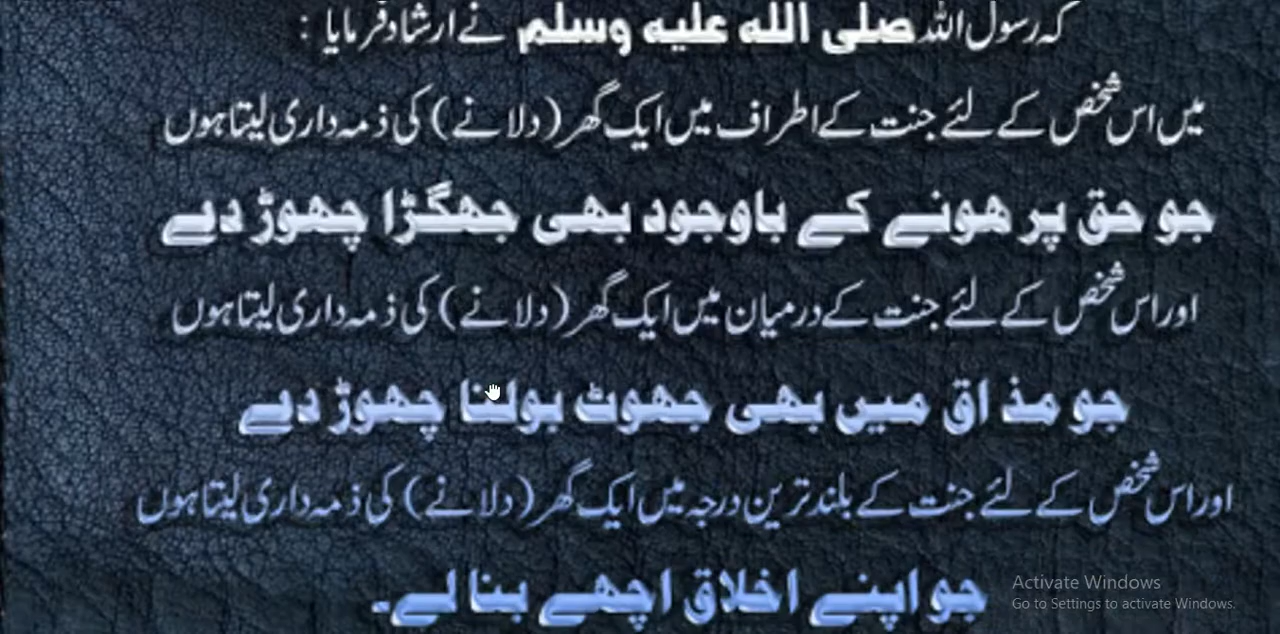 کہ رسول اللہ صلى الله عليه وسلم نے ارشاد فرمایا :
میں اس شخص کے لئے جنت کے اطراف میں ایک گھر (دلانے) کی ذمہ داری لیتا ہوں
جو حق پر ہونے کے باوجود بھی جھگڑا چھوڑ دے
اور اس شخص کے لئے جنت کے درمیان میں ایک گھر (دلانے) کی ذمہ داری لیتا ہوں
جو مذاق میں بھی جھوٹ بولنا چھوڑ دے
اور اس شخص کے لئے جنت کے بلند ترین درجہ میں ایک گھر (دلانے) کی ذمہ داری لیتا ہوں
جو اپنے اخلاق اچھے بنا لے۔
Activate Windows
Go to Settings to activate Windows.